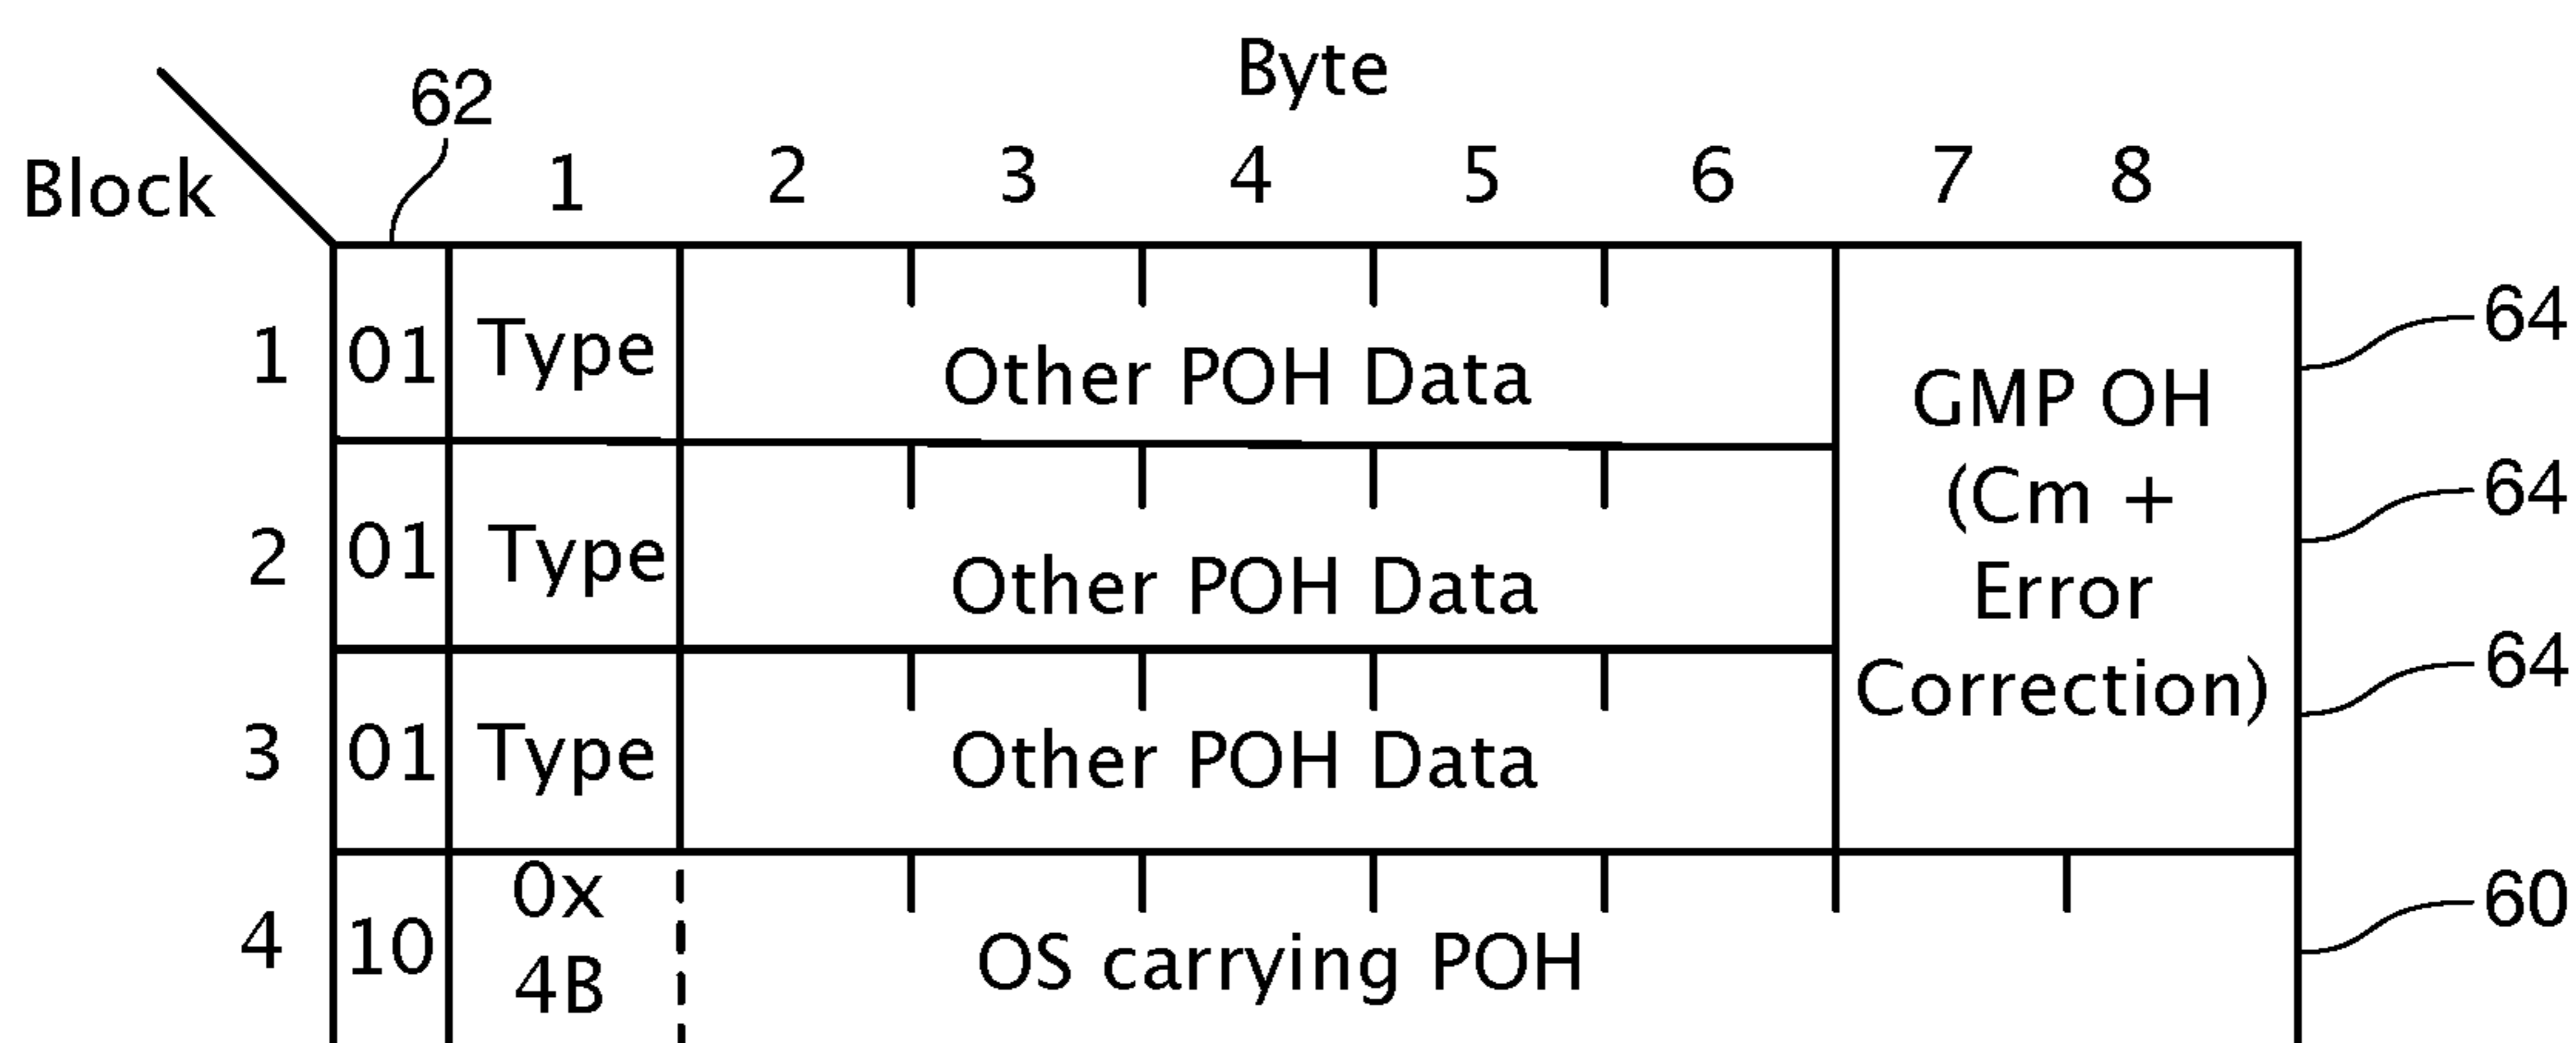 Byte
62
Block
1 2 3 4 5 6 7 8
1 01 Type Other POH Data
64
2 01 Type Other POH Data
64
3 01 Type Other POH Data
64
GMP OH
(Cm +
Error
Correction)
4 10 0x
4B
OS carrying POH
60